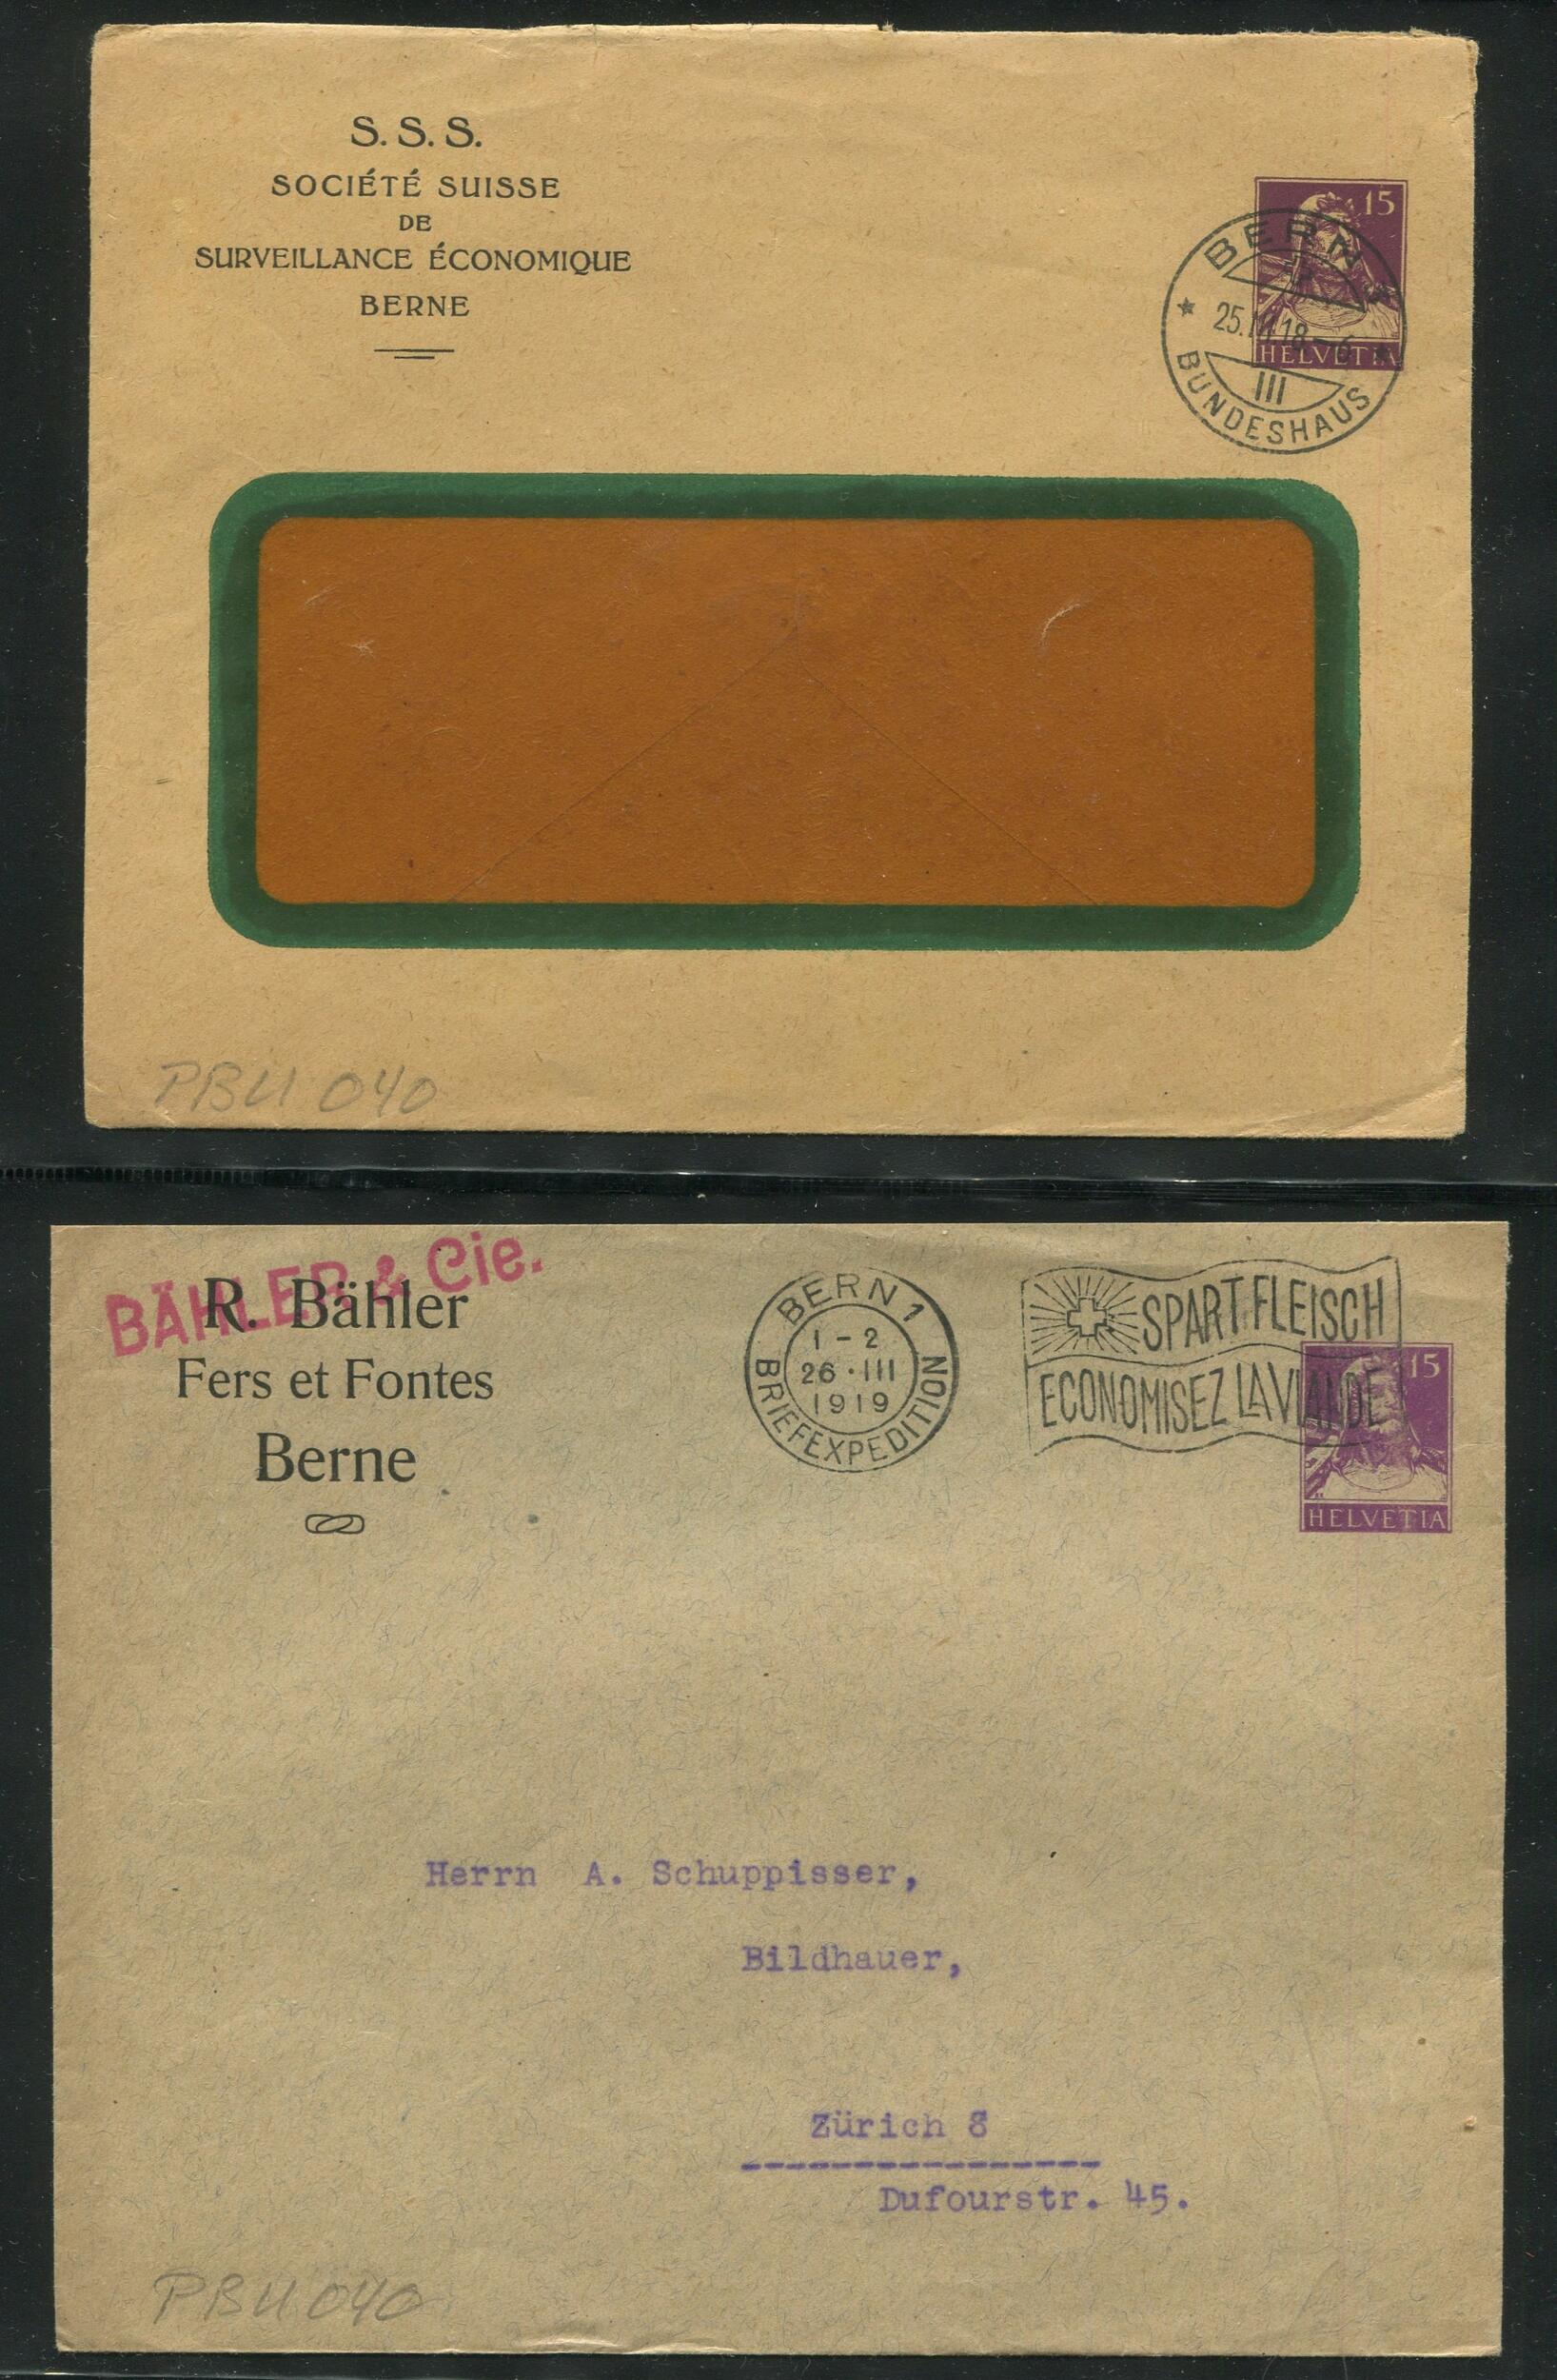 S. S. S.
SOCIÉTÉ SUISSE
DE
SURVEILLANCE ÉCONOMIQUE
BERNE
15
HELVETIA
BERN
BUNDESHAUS
III
PBU 040
BÄHLER & Cie.
R. Bähler
Fers et Fontes
Berne
BERN 1
1-2
26·III
1919
BRIEFEXPEDITION
SPART FLEISCH
ECONOMISEZ LA VIANDE
15
HELVETIA
Herrn A. Schuppisser,
Bildhauer,
Zürich 8
Dufourstr. 45.
PBU 040